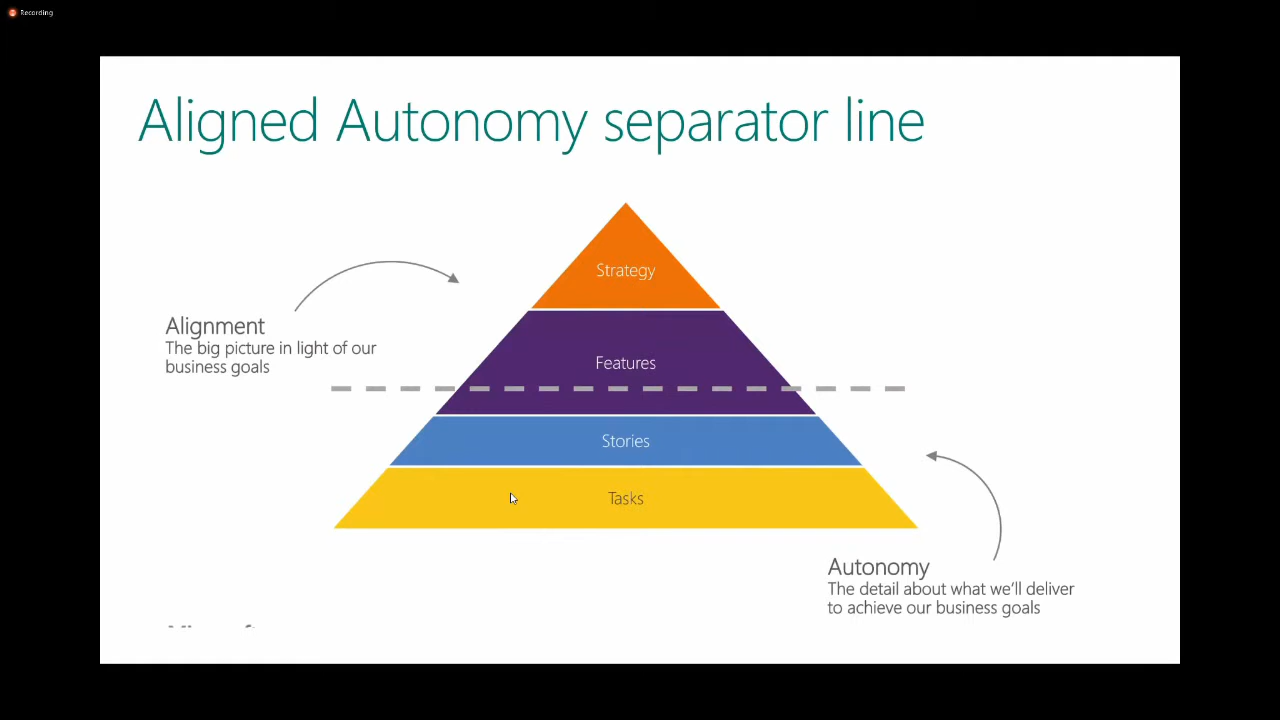 Recording
Aligned Autonomy separator line
Strategy
Alignment
The big picture in light of our
business goals
Features
Stories
Tasks
Autonomy
The detail about what we'll deliver
to achieve our business goals